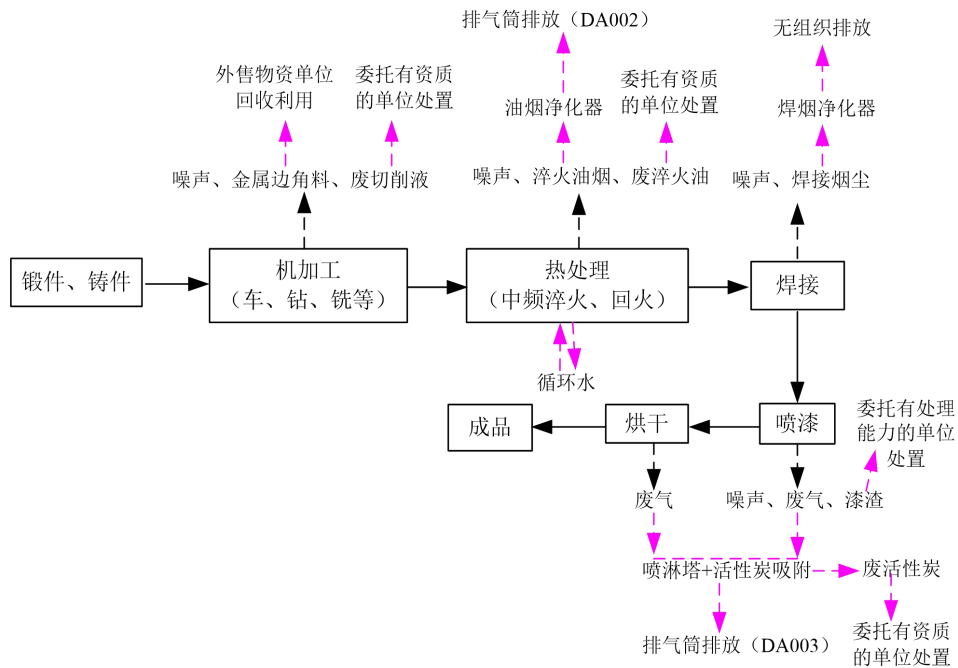 排气筒排放（DA002）
无组织排放
外售物资单位
回收利用
委托有资质
的单位处置
油烟净化器
委托有资质
的单位处置
焊烟净化器
噪声、金属边角料、废切削液
噪声、淬火油烟、废淬火油
噪声、焊接烟尘
锻件、铸件
机加工
（车、钻、铣等）
热处理
（中频淬火、回火）
焊接
循环水
成品
烘干
喷漆
委托有处理
能力的单位
处置
废气
噪声、废气、漆渣
喷淋塔+活性炭吸附
废活性炭
排气筒排放（DA003）
委托有资质
的单位处置